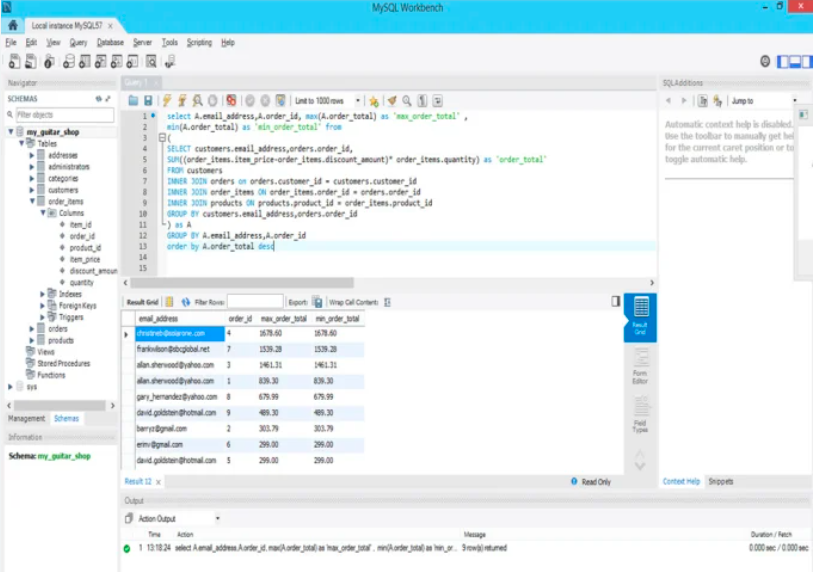 MySQL Workbench
Local instance MySQL57 ×
File Edit View Query Database Server Tools Scripting Help
Navigator
SCHEMAS
Filter objects
my_guitar_shop
Tables
addresses
administrators
categories
customers
order_items
Columns
item_id
order_id
product_id
item_price
discount_amoun
quantity
Indexes
Foreign Keys
Triggers
orders
products
Views
Stored Procedures
Functions
sys
Management Schemas
Information
Schema: my_guitar_shop
Query 1
Limit to 1000 rows
1 select A.email_address,A.order_id, max(A.order_total) as 'max_order_total' ,
2 min(A.order_total) as 'min_order_total' from
3 (
4 SELECT customers.email_address,orders.order_id,
5 SUM((order_items.item_price-order_items.discount_amount)* order_items.quantity) as 'order_total'
6 FROM customers
7 INNER JOIN orders on orders.customer_id = customers.customer_id
8 INNER JOIN order_items ON order_items.order_id = orders.order_id
9 INNER JOIN products ON products.product_id = order_items.product_id
10 GROUP BY customers.email_address,orders.order_id
11 ) as A
12 GROUP BY A.email_address,A.order_id
13 order by A.order_total desc
14
15
Result Grid Filter Rows: Export: Wrap Cell Content:
email_address order_id max_order_total min_order_total
christineb@solarone.com 4 1678.60 1678.60
frankwilson@sbcglobal.net 7 1539.28 1539.28
allan.sherwood@yahoo.com 3 1461.31 1461.31
allan.sherwood@yahoo.com 1 839.30 839.30
gary_hernandez@yahoo.com 8 679.99 679.99
david.goldstein@hotmail.com 9 489.30 489.30
barryz@gmail.com 2 303.79 303.79
erinv@gmail.com 6 299.00 299.00
david.goldstein@hotmail.com 5 299.00 299.00
Result Grid
Form Editor
Field Types
Result 12 × Read Only
SQLAdditions
Jump to
Automatic context help is disabled.
Use the toolbar to manually get help
for the current caret position or to
toggle automatic help.
Context Help Snippets
Output
Action Output
Time Action Message Duration / Fetch
1 13:18:24 select A.email_address,A.order_id, max(A.order_total) as 'max_order_total' , min(A.order_total) as 'min_or... 9 row(s) returned 0.000 sec / 0.000 sec